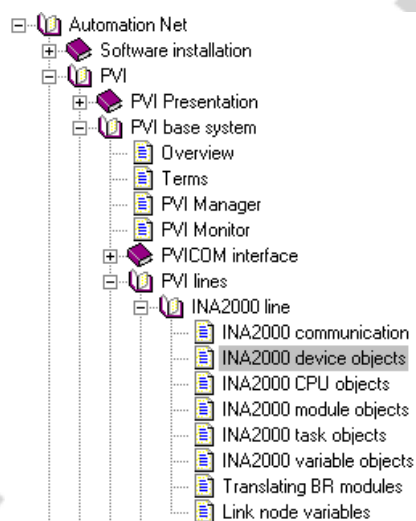 Automation Net
Software installation
PVI
PVI Presentation
PVI base system
Overview
Terms
PVI Manager
PVI Monitor
PVICOM interface
PVI lines
INA2000 line
INA2000 communication
INA2000 device objects
INA2000 CPU objects
INA2000 module objects
INA2000 task objects
INA2000 variable objects
Translating BR modules
Link node variables